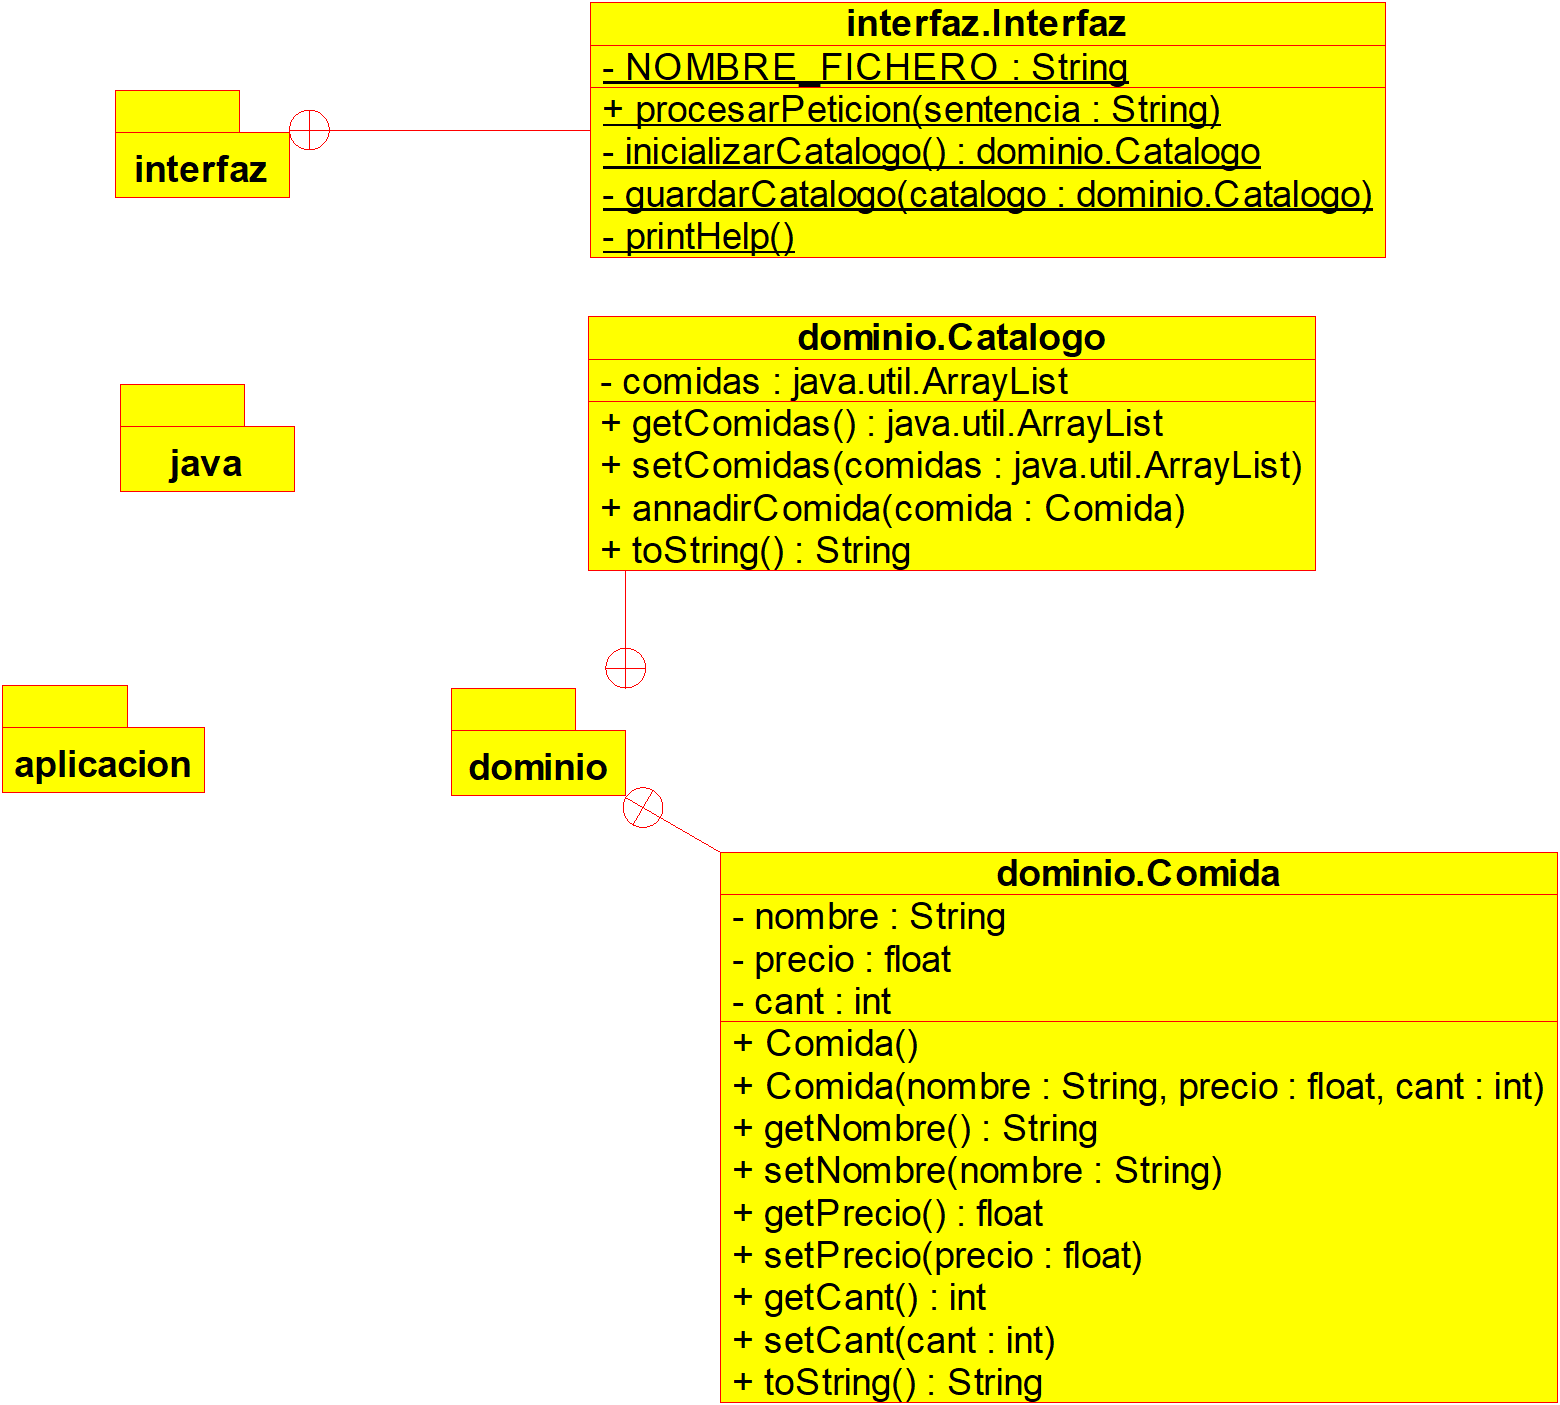 interfaz.Interfaz
- NOMBRE_FICHERO : String
+ procesarPeticion(sentencia : String)
- inicializarCatalogo() : dominio.Catalogo
- guardarCatalogo(catalogo : dominio.Catalogo)
- printHelp()
interfaz
dominio.Catalogo
- comidas : java.util.ArrayList
+ getComidas() : java.util.ArrayList
+ setComidas(comidas : java.util.ArrayList)
+ annadirComida(comida : Comida)
+ toString() : String
java
aplicacion
dominio
dominio.Comida
- nombre : String
- precio : float
- cant : int
+ Comida()
+ Comida(nombre : String, precio : float, cant : int)
+ getNombre() : String
+ setNombre(nombre : String)
+ getPrecio() : float
+ setPrecio(precio : float)
+ getCant() : int
+ setCant(cant : int)
+ toString() : String